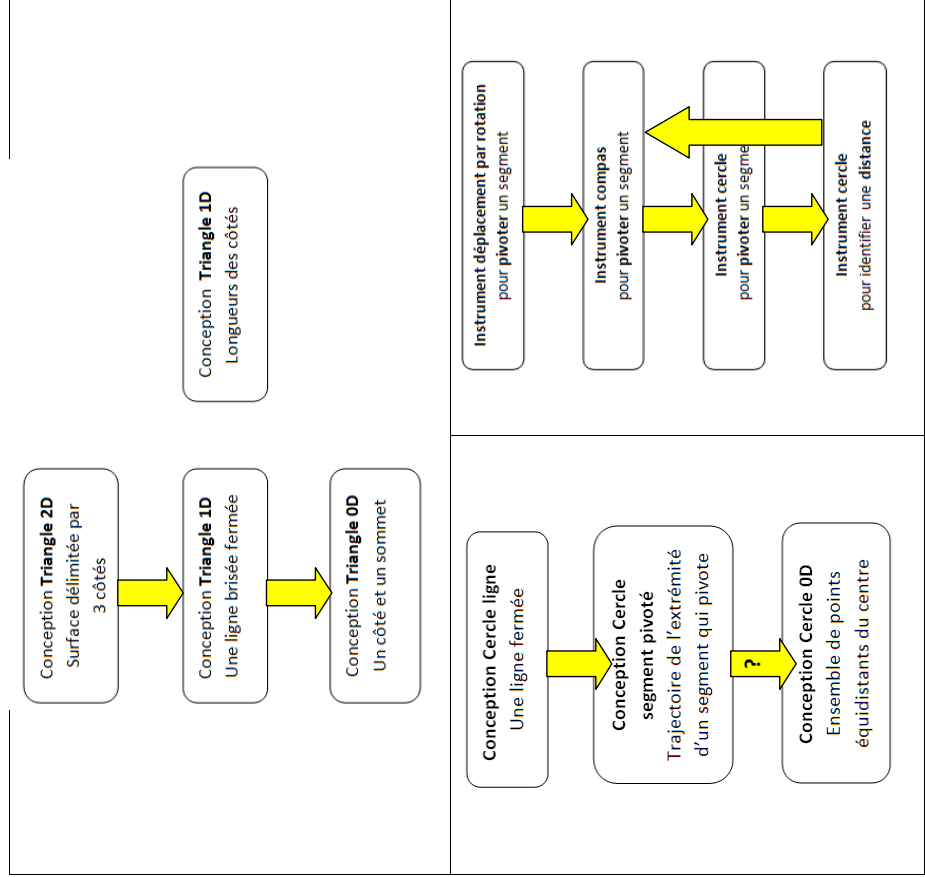 Conception Triangle 2D
Surface délimitée par
3 côtés
Conception Triangle 1D
Une ligne brisée fermée
Conception Triangle 1D
Longueurs des côtés
Conception Triangle 0D
Un côté et un sommet
Conception Cercle ligne
Une ligne fermée
Conception Cercle
segment pivoté
Trajectoire de l'extrémité
d'un segment qui pivote
?
Conception Cercle 0D
Ensemble de points
équidistants du centre
Instrument déplacement par rotation
pour pivoter un segment
Instrument compas
pour pivoter un segment
Instrument cercle
pour pivoter un segme
Instrument cercle
pour identifier une distance